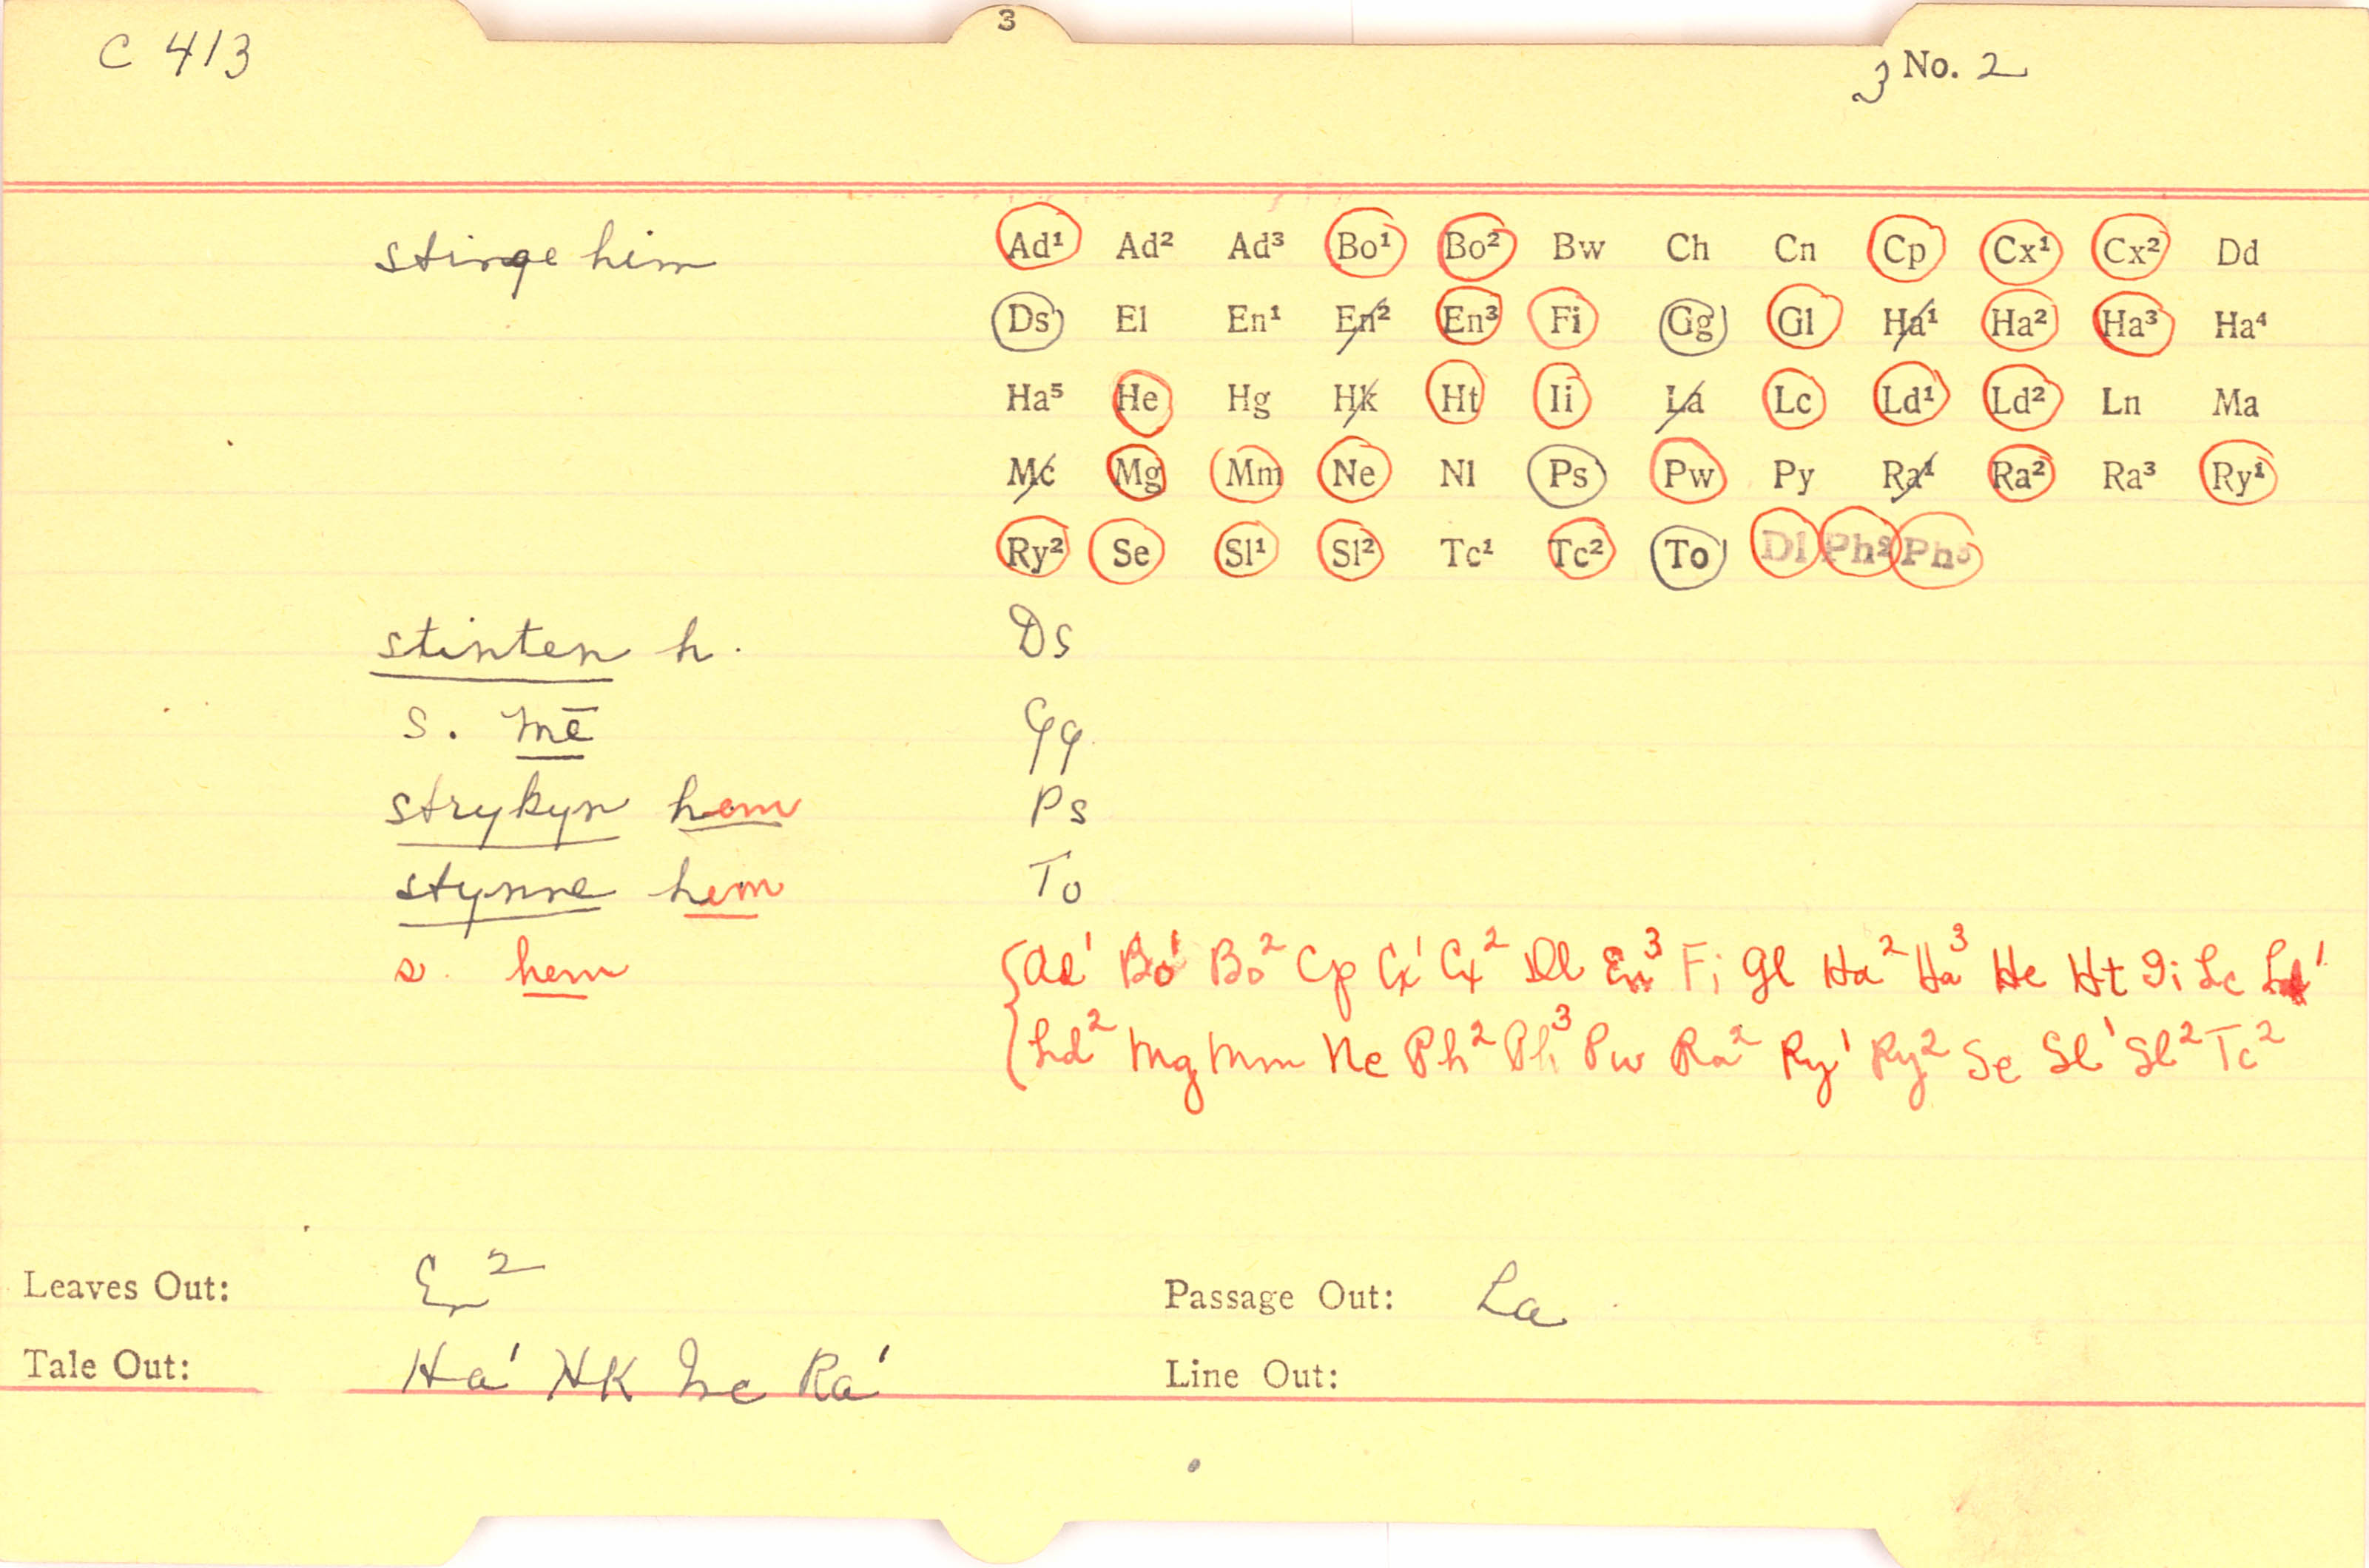 3
C 413
3 No. 2
stinge him
Ad¹ Ad² Ad³ Bo¹ Bo² Bw Ch Cn Cp Cx¹ Cx² Dd
Ds El En¹ En² En³ Fi Gg Gl Ha¹ Ha² Ha³ Ha⁴
Ha⁵ He Hg Hk Ht Ii La Lc Ld¹ Ld² Ln Ma
Mc Mg Mm Ne Nl Ps Pw Py Ra¹ Ra² Ra³ Ry¹
Ry² Se Sl¹ Sl² Tc¹ Tc² To Dl Ph² Ph³
stinten h. Ds
s. mē Gg
strykyn hem Ps
stynne hem To
s. hem Ad¹ Bo¹ Bo² Cp Cx¹ Cx² Dl En³ Fi Gl Ha² Ha³ He Ht Ii Lc Ld¹
Ld² Mg Mm Ne Ph² Ph³ Pw Ra² Ry¹ Ry² Se Sl¹ Sl² Tc²
Leaves Out: En² Passage Out: La
Tale Out: Ha¹ Hk Mc Ra¹ Line Out: